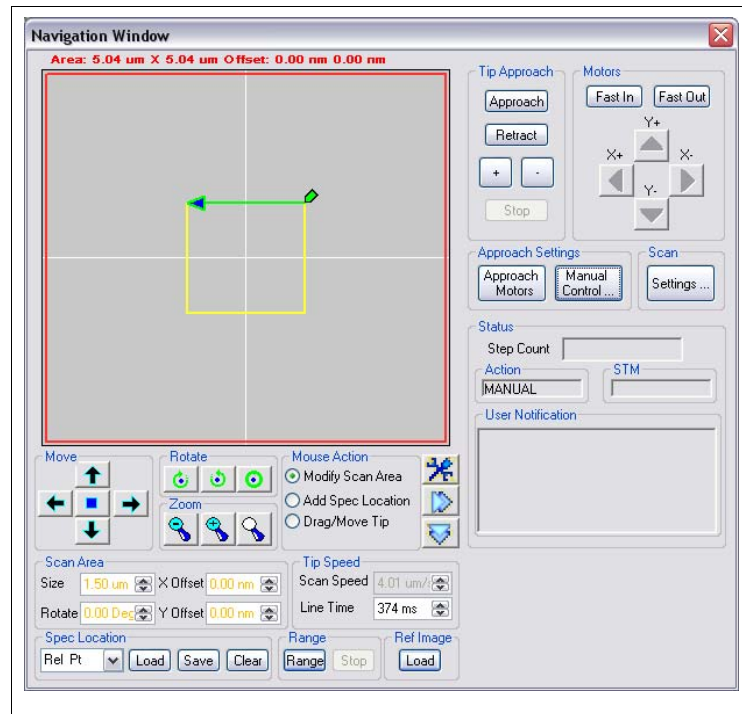 Navigation Window
Area: 5.04 um X 5.04 um Offset: 0.00 nm 0.00 nm
Tip Approach
Approach
Retract
+ -
Stop
Motors
Fast In Fast Out
Y+
X+ X-
Y-
Approach Settings
Approach Motors
Manual Control ...
Scan
Settings ...
Status
Step Count
Action
MANUAL
STM
User Notification
Move
Rotate
Zoom
Mouse Action
Modify Scan Area
Add Spec Location
Drag/Move Tip
Scan Area
Size 1.50 um X Offset 0.00 nm
Rotate 0.00 Deg Y Offset 0.00 nm
Tip Speed
Scan Speed 4.01 um/
Line Time 374 ms
Spec Location
Rel Pt Load Save Clear
Range
Range Stop
Ref Image
Load